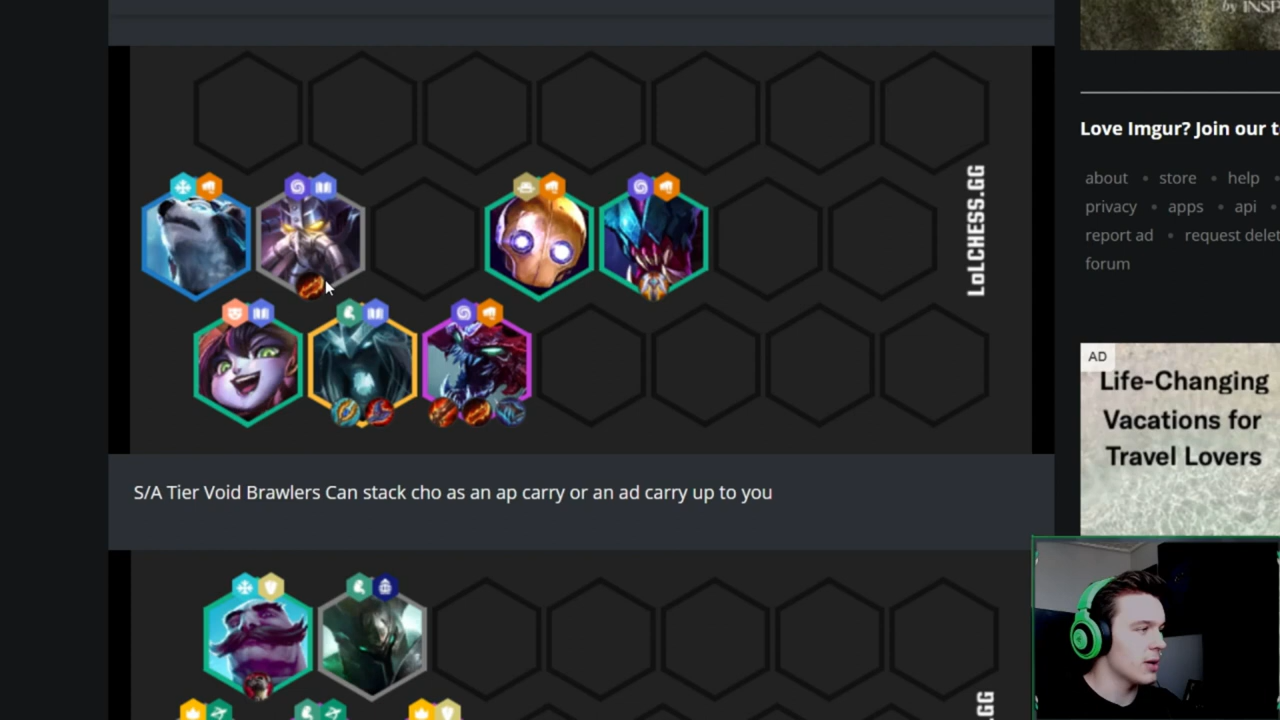 by INSP
Love Imgur? Join our t
about • store • help •
privacy • apps • api •
report ad • request delet
forum
LoLCHESS.GG
AD
Life-Changing
Vacations for
Travel Lovers
S/A Tier Void Brawlers Can stack cho as an ap carry or an ad carry up to you
.GG